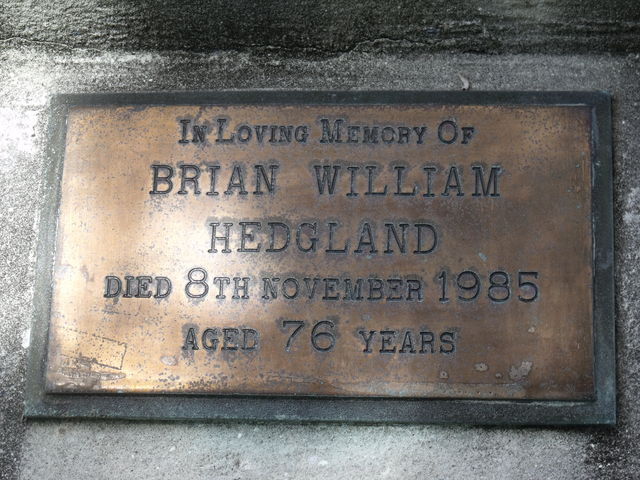 In Loving Memory Of
BRIAN WILLIAM
HEDGLAND
DIED 8TH NOVEMBER 1985
AGED 76 YEARS